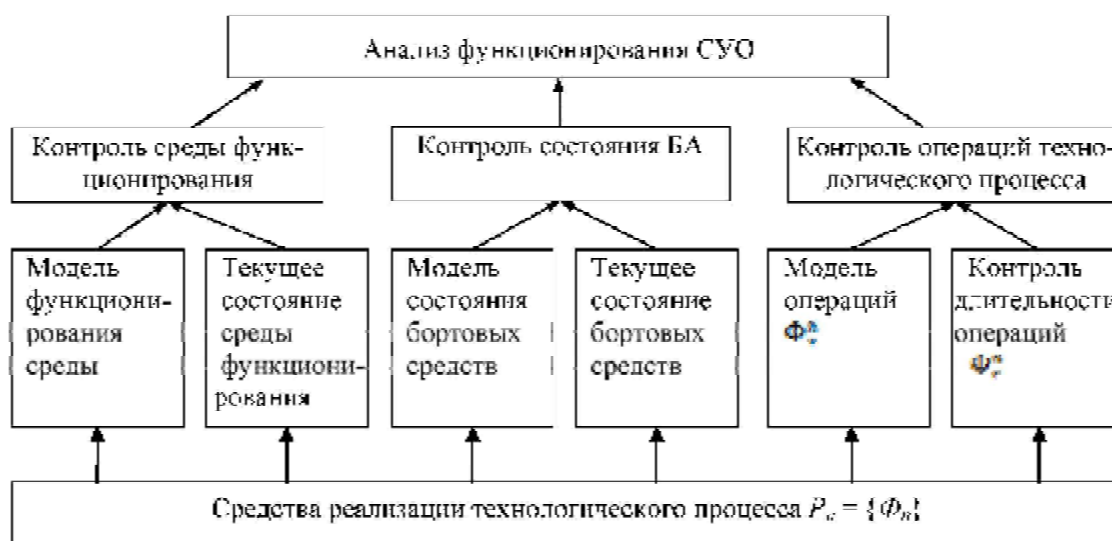 Анализ функционирования СУО
Контроль среды функ-
ционирования
Контроль состояния БА
Контроль операций техно-
логического процесса
Модель
функциони-
рования
среды
Текущее
состояние
среды
функциони-
рования
Модель
состояния
бортовых
средств
Текущее
состояние
бортовых
средств
Модель
операций
Контроль
длительности
операций
Средства реализации технологического процесса